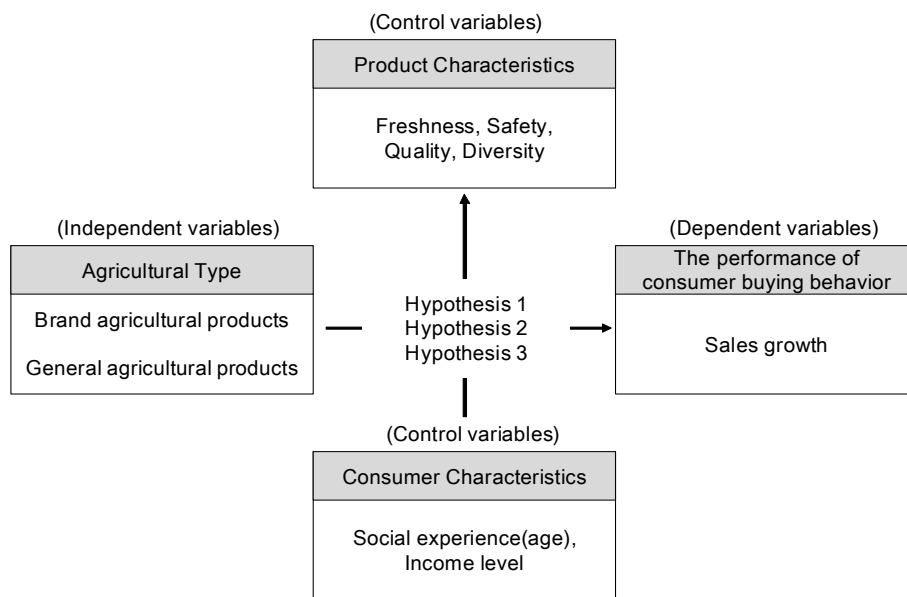 (Control variables)
Product Characteristics
Freshness, Safety,
Quality, Diversity
(Independent variables)
Agricultural Type
Brand agricultural products
General agricultural products
Hypothesis 1
Hypothesis 2
Hypothesis 3
(Dependent variables)
The performance of
consumer buying behavior
Sales growth
(Control variables)
Consumer Characteristics
Social experience(age),
Income level